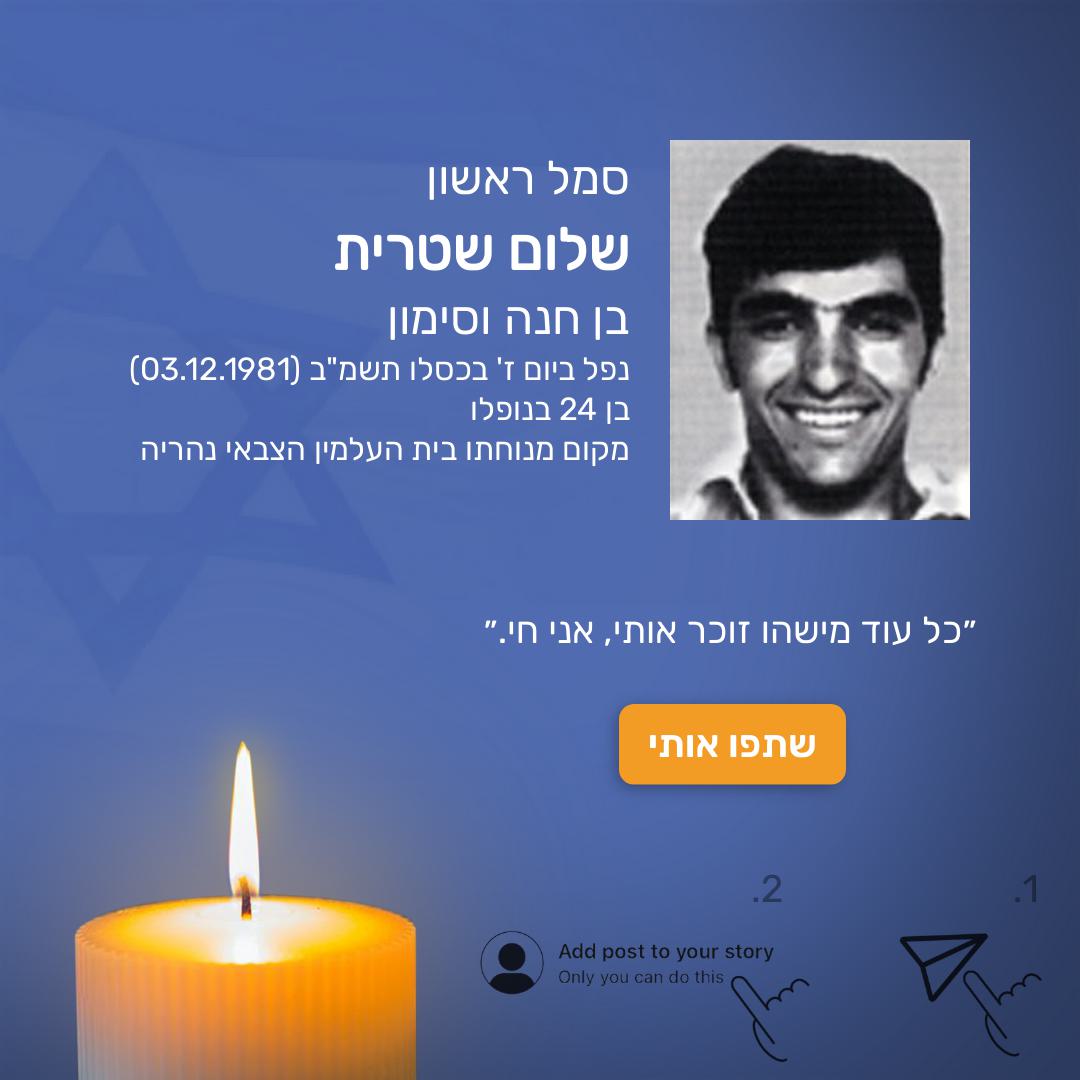 סמל ראשון
שלום שטרית
בן חנה וסימון
נפל ביום ז' בכסלו תשמ"ב (03.12.1981)
בן 24 בנופלו
מקום מנוחתו בית העלמין הצבאי נהריה
״כל עוד מישהו זוכר אותי, אני חי.״
שתפו אותי
1.
2.
Add post to your story
Only you can do this